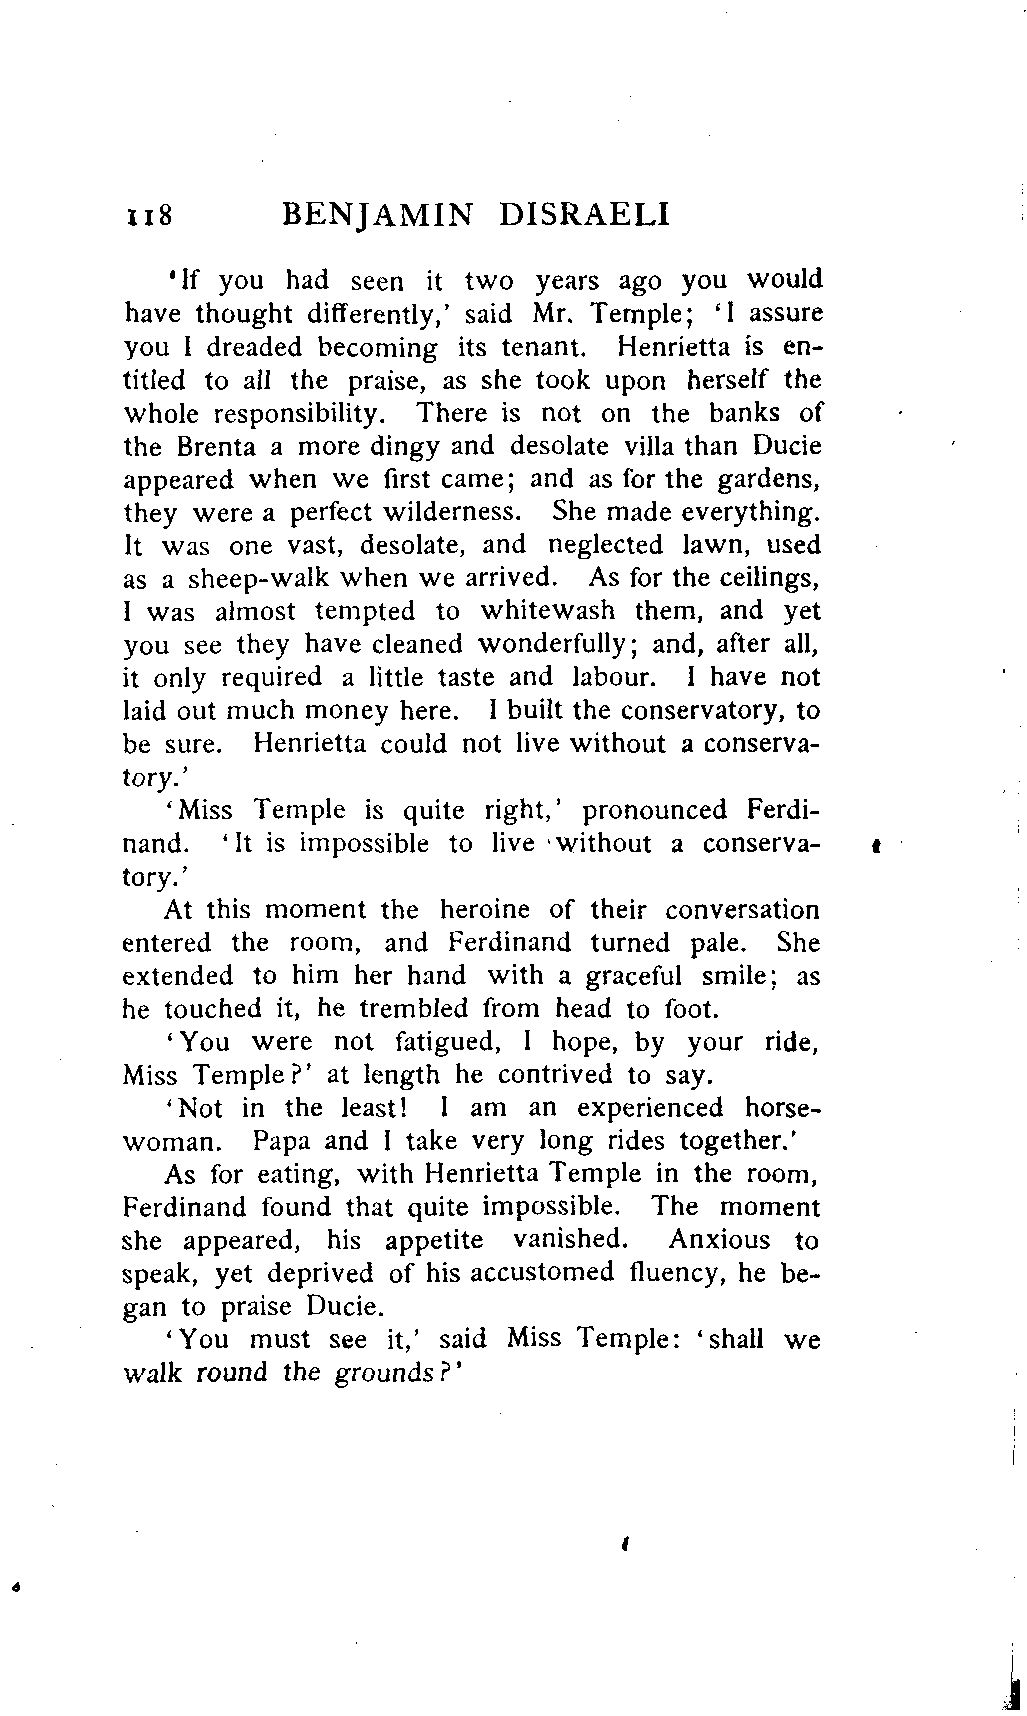 118 BENJAMIN DISRAELI
'If you had seen it two years ago you would
have thought differently,' said Mr. Temple; 'I assure
you I dreaded becoming its tenant. Henrietta is en-
titled to all the praise, as she took upon herself the
whole responsibility. There is not on the banks of
the Brenta a more dingy and desolate villa than Ducie
appeared when we first came; and as for the gardens,
they were a perfect wilderness. She made everything.
It was one vast, desolate, and neglected lawn, used
as a sheep-walk when we arrived. As for the ceilings,
I was almost tempted to whitewash them, and yet
you see they have cleaned wonderfully; and, after all,
it only required a little taste and labour. I have not
laid out much money here. I built the conservatory, to
be sure. Henrietta could not live without a conserva-
tory.'
'Miss Temple is quite right,' pronounced Ferdi-
nand. 'It is impossible to live without a conserva-
tory.'
At this moment the heroine of their conversation
entered the room, and Ferdinand turned pale. She
extended to him her hand with a graceful smile; as
he touched it, he trembled from head to foot.
'You were not fatigued, I hope, by your ride,
Miss Temple?' at length he contrived to say.
'Not in the least! I am an experienced horse-
woman. Papa and I take very long rides together.'
As for eating, with Henrietta Temple in the room,
Ferdinand found that quite impossible. The moment
she appeared, his appetite vanished. Anxious to
speak, yet deprived of his accustomed fluency, he be-
gan to praise Ducie.
'You must see it,' said Miss Temple: 'shall we
walk round the grounds?'